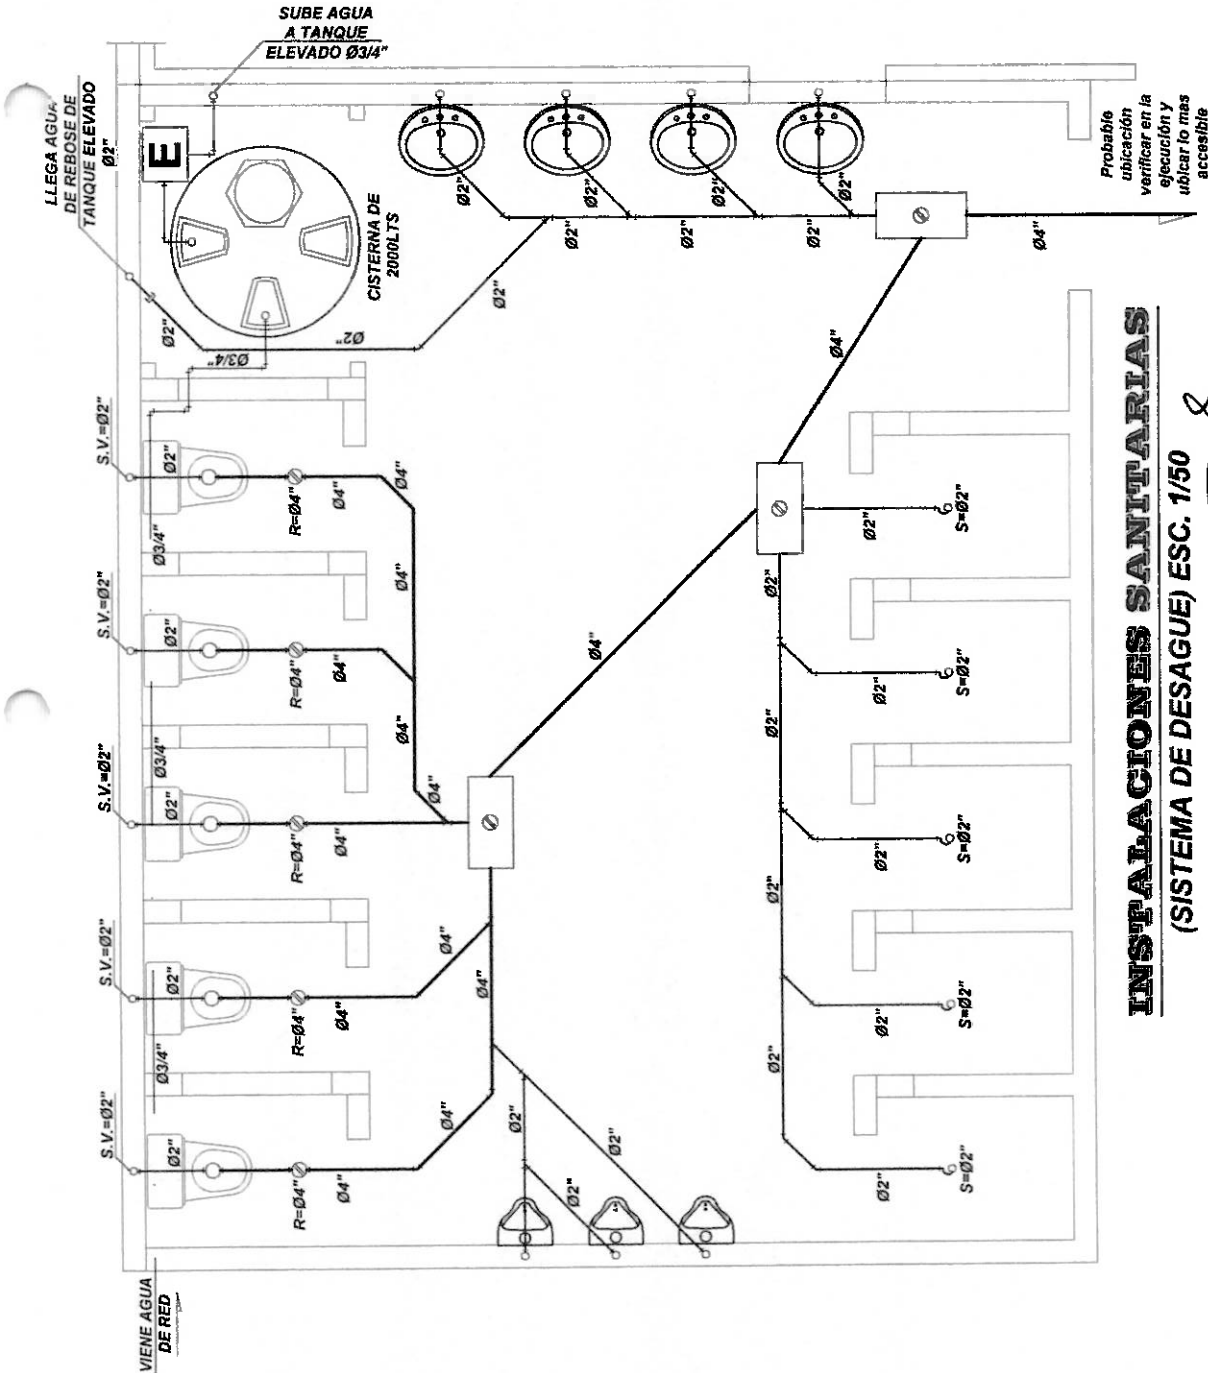 SUBE AGUA
A TANQUE
ELEVADO Ø3/4"
LLEGA AGUA
DE REBOSE DE
TANQUE ELEVADO
Ø2"
E
CISTERNA DE
2000LTS
Ø2"
Ø3/4"
Ø2"
Ø2"
Ø2"
Ø2"
Ø2"
Ø2"
Ø2"
Ø2"
Ø2"
Ø4"
Probable
ubicación
verificar en la
ejecución y
ubicar lo mas
accesible
S.V.=Ø2"
S.V.=Ø2"
S.V.=Ø2"
S.V.=Ø2"
S.V.=Ø2"
Ø2"
Ø2"
Ø2"
Ø2"
Ø2"
Ø3/4"
Ø3/4"
Ø3/4"
R=Ø4"
R=Ø4"
R=Ø4"
R=Ø4"
R=Ø4"
Ø4"
Ø4"
Ø4"
Ø4"
Ø4"
Ø4"
Ø4"
Ø4"
Ø4"
Ø4"
Ø4"
Ø4"
Ø4"
Ø4"
Ø2"
Ø2"
Ø2"
Ø2"
Ø2"
Ø2"
Ø2"
Ø2"
Ø2"
Ø2"
Ø2"
Ø2"
S=Ø2"
S=Ø2"
S=Ø2"
S=Ø2"
S=Ø2"
VIENE AGUA
DE RED
INSTALACIONES SANITARIAS
(SISTEMA DE DESAGUE) ESC. 1/50